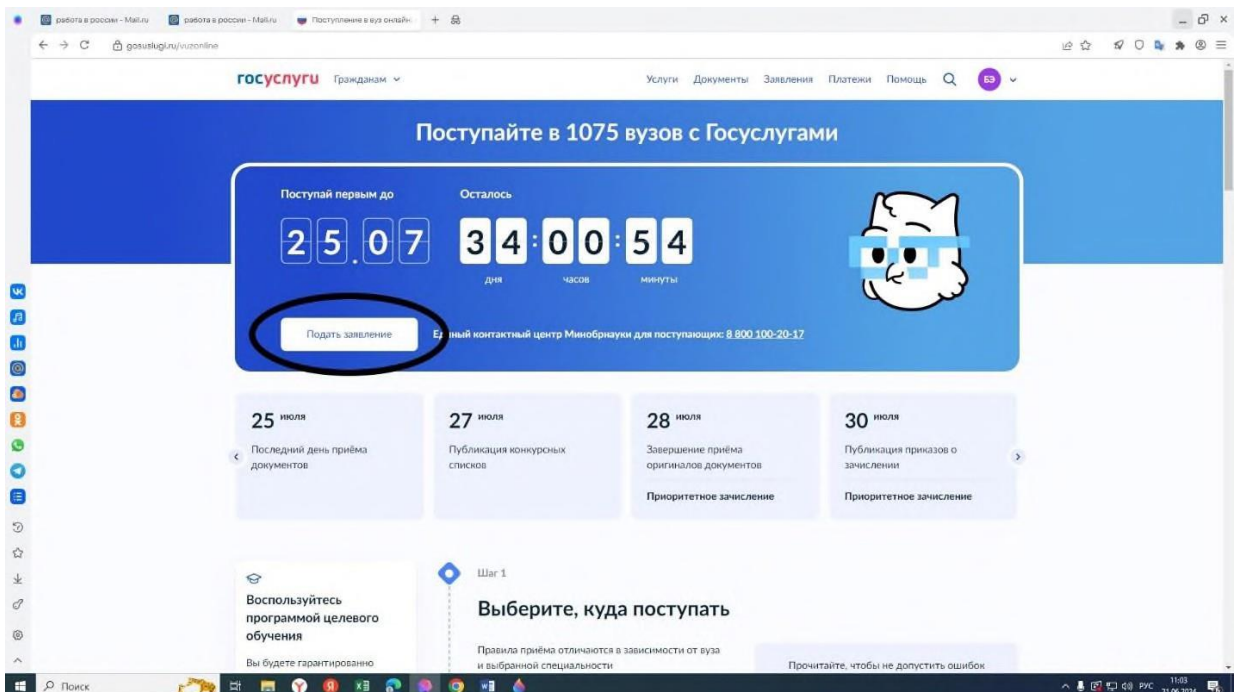 работа в россии - Mail.ru
работа в россии - Mail.ru
Поступление в вуз онлайн
gosuslugi.ru/vuzonline
госуслуги Гражданам
Услуги Документы Заявления Платежи Помощь БЭ
Поступайте в 1075 вузов с Госуслугами
Поступай первым до Осталось
25.07 34:00:54
дня часов минуты
Подать заявление
Единый контактный центр Минобрнауки для поступающих: 8 800 100-20-17
25 июля
Последний день приёма
документов
27 июля
Публикация конкурсных
списков
28 июля
Завершение приёма
оригиналов документов
Приоритетное зачисление
30 июля
Публикация приказов о
зачислении
Приоритетное зачисление
Воспользуйтесь
программой целевого
обучения
Вы будете гарантированно
Шаг 1
Выберите, куда поступать
Правила приёма отличаются в зависимости от вуза
и выбранной специальности
Прочитайте, чтобы не допустить ошибок
Поиск
РУС
11:03
21.06.2024